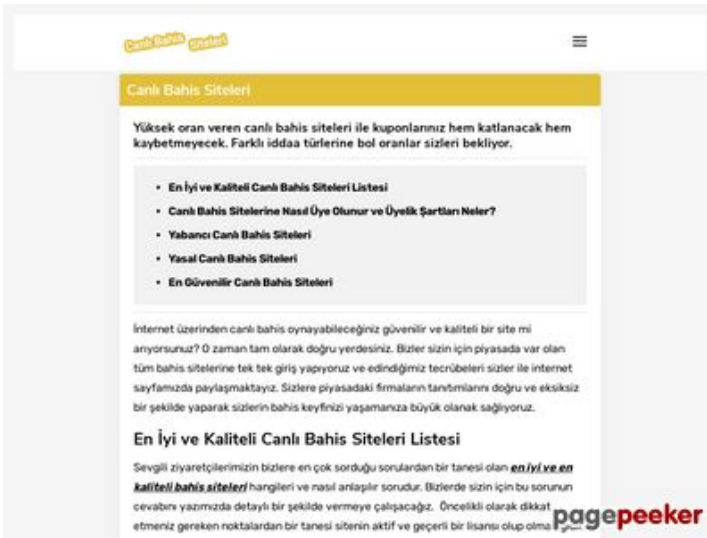 Canlı Bahis Siteleri
Canlı Bahis Siteleri
Yüksek oran veren canlı bahis siteleri ile kuponlarınız hem katlanacak hem
kaybetmeyecek. Farklı iddaa türlerine bol oranlar sizleri bekliyor.
• En İyi ve Kaliteli Canlı Bahis Siteleri Listesi
• Canlı Bahis Sitelerine Nasıl Üye Olunur ve Üyelik Şartları Neler?
• Yabancı Canlı Bahis Siteleri
• Yasal Canlı Bahis Siteleri
• En Güvenilir Canlı Bahis Siteleri
İnternet üzerinden canlı bahis oynayabileceğiniz güvenilir ve kaliteli bir site mi
arıyorsunuz? O zaman tam olarak doğru yerdesiniz. Bizler sizin için piyasada var olan
tüm bahis sitelerine tek tek giriş yapıyoruz ve edindiğimiz tecrübeleri sizler ile internet
sayfamızda paylaşmaktayız. Sizlere piyasadaki firmaların tanıtımlarını doğru ve eksiksiz
bir şekilde yaparak sizlerin bahis keyfinizi yaşamanıza büyük olanak sağlıyoruz.
En İyi ve Kaliteli Canlı Bahis Siteleri Listesi
Sevgili ziyaretçilerimizin bizlere en çok sorduğu sorulardan bir tanesi olan en iyi ve en
kaliteli bahis siteleri hangileri ve nasıl anlaşılır sorudur. Bizlerde sizin için bu sorunun
cevabını yazımızda detaylı bir şekilde vermeye çalışacağız. Öncelikli olarak dikkat
etmeniz gereken noktalardan bir tanesi sitenin aktif ve geçerli bir lisansı olup
pagepeeker